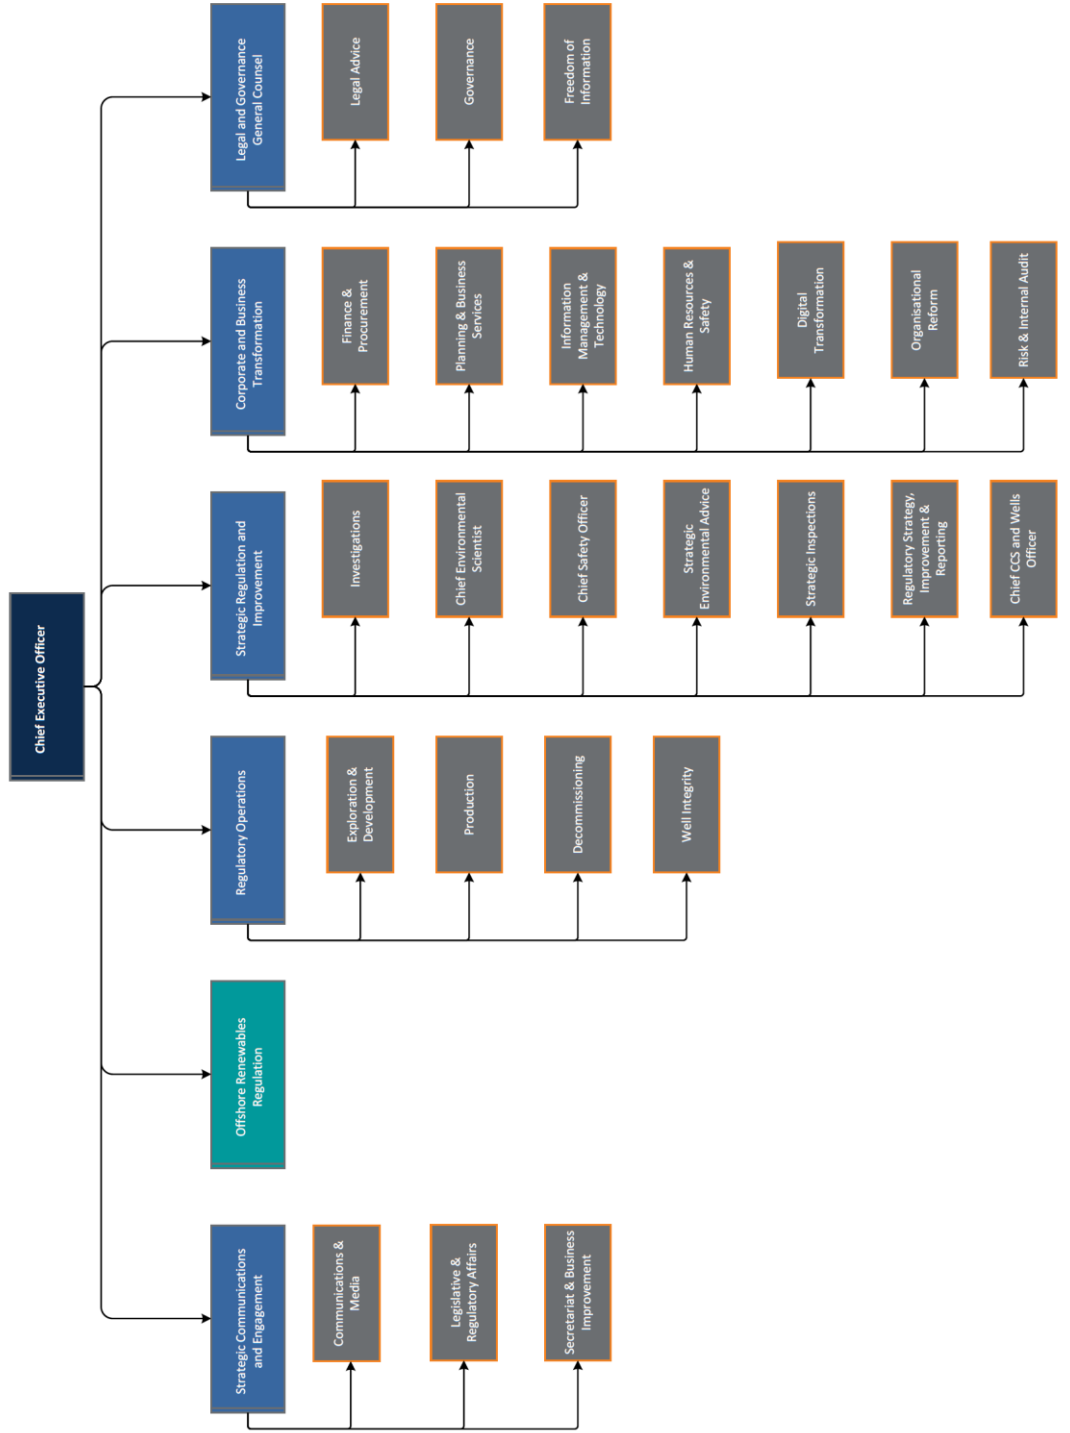 Chief Executive Officer
Strategic Communications
and Engagement
Communications &
Media
Legislative &
Regulatory Affairs
Secretariat & Business
Improvement
Offshore Renewables
Regulation
Regulatory Operations
Exploration &
Development
Production
Decommissioning
Well Integrity
Strategic Regulation and
Improvement
Investigations
Chief Environmental
Scientist
Chief Safety Officer
Strategic
Environmental Advice
Strategic Inspections
Regulatory Strategy,
Improvement &
Reporting
Chief CCS and Wells
Officer
Corporate and Business
Transformation
Finance &
Procurement
Planning & Business
Services
Information
Management &
Technology
Human Resources &
Safety
Digital
Transformation
Organisational
Reform
Risk & Internal Audit
Legal and Governance
General Counsel
Legal Advice
Governance
Freedom of
Information